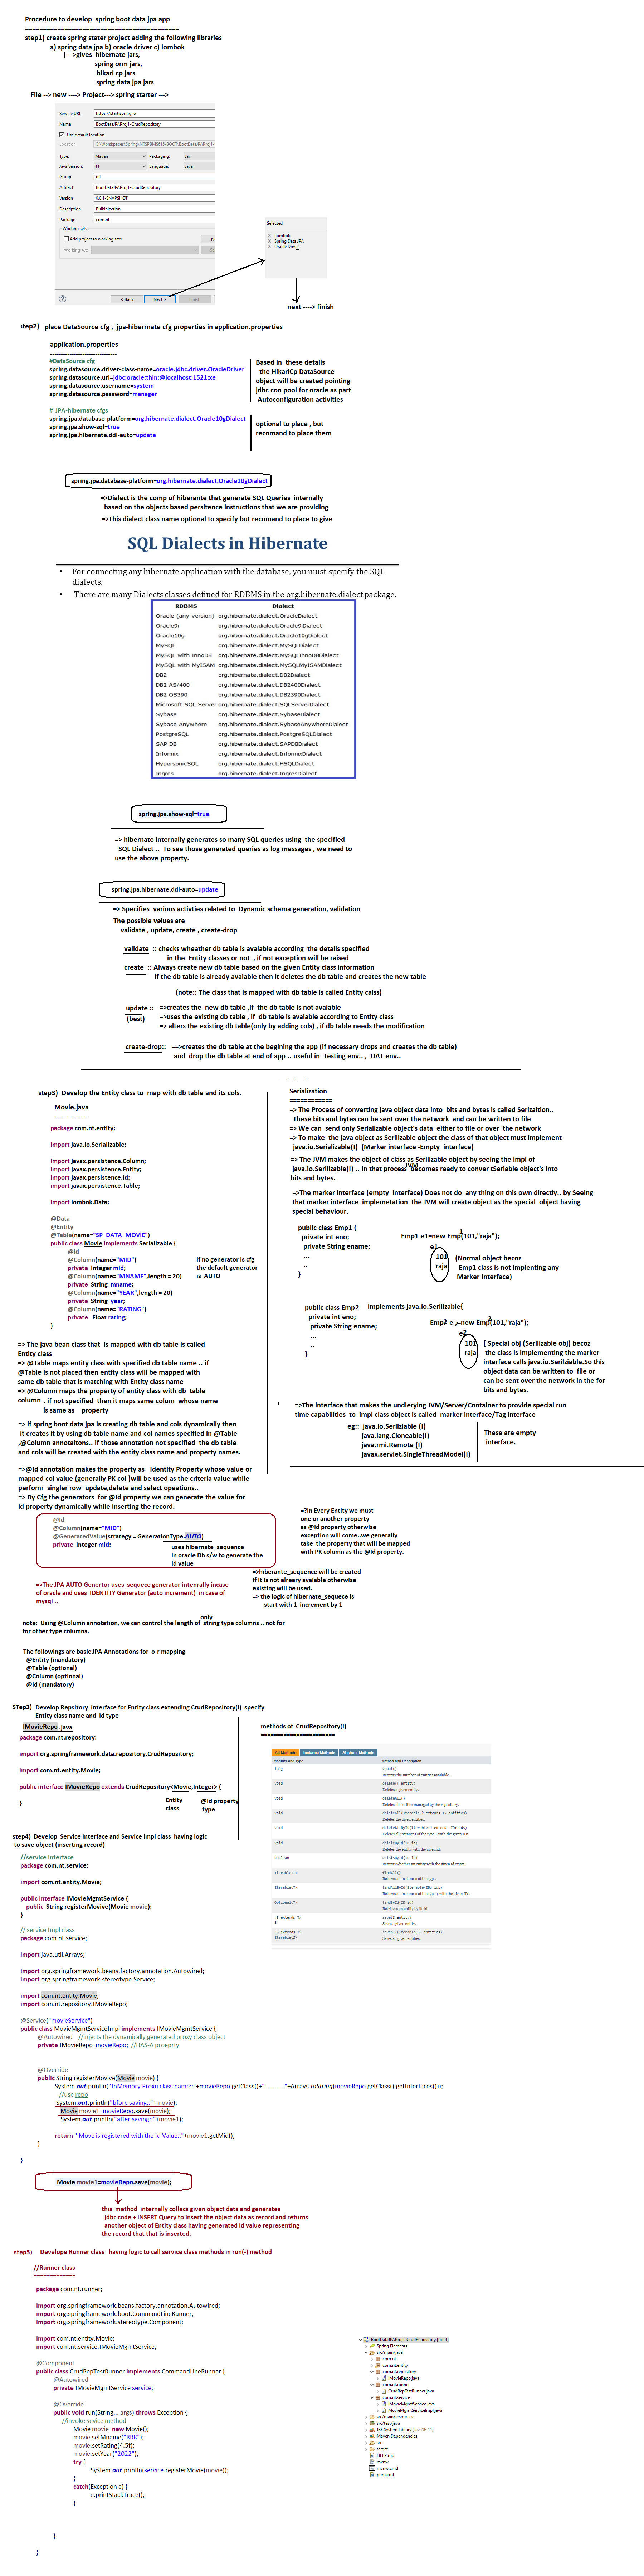 Procedure to develop spring boot data jpa app
==========================================
step1) create spring stater project adding the following libraries
a) spring data jpa b) oracle driver c) lombok
|--->gives hibernate jars,
spring orm jars,
hikari cp jars
spring data jpa jars
File --> new ----> Project---> spring starter --->
Service URL https://start.spring.io
Name BootDataJPAProj1-CrudRepository
Use default location
Location
Type: Maven Packaging: Jar
Java Version: 11 Language: Java
Group nit
Artifact BootDataJPAProj1-CrudRepository
Version 0.0.1-SNAPSHOT
Description BulkInjection
Package com.nt
Working sets
Add project to working sets
Working sets:
? < Back Next > Finish
Selected:
X Lombok
X Spring Data JPA
X Oracle Driver
next ----> finish
step2) place DataSource cfg , jpa-hiberrnate cfg properties in application.properties
application.properties
------------------------------
#DataSource cfg
spring.datasource.driver-class-name=oracle.jdbc.driver.OracleDriver
spring.datasource.url=jdbc:oracle:thin:@localhost:1521:xe
spring.datasource.username=system
spring.datasource.password=manager
Based in these details
the HikariCp DataSource
object will be created pointing
jdbc con pool for oracle as part
Autoconfiguration activities
# JPA-hibernate cfgs
spring.jpa.database-platform=org.hibernate.dialect.Oracle10gDialect
spring.jpa.show-sql=true
spring.jpa.hibernate.ddl-auto=update
optional to place , but
recomand to place them
spring.jpa.database-platform=org.hibernate.dialect.Oracle10gDialect
=>Dialect is the comp of hiberante that generate SQL Queries internally
based on the objects based persitence instructions that we are providing
=>This dialect class name optional to specify but recomand to place to give
SQL Dialects in Hibernate
• For connecting any hibernate application with the database, you must specify the SQL
dialects.
• There are many Dialects classes defined for RDBMS in the org.hibernate.dialect package.
RDBMS Dialect
Oracle (any version) org.hibernate.dialect.OracleDialect
Oracle9i org.hibernate.dialect.Oracle9iDialect
Oracle10g org.hibernate.dialect.Oracle10gDialect
MySQL org.hibernate.dialect.MySQLDialect
MySQL with InnoDB org.hibernate.dialect.MySQLInnoDBDialect
MySQL with MyISAM org.hibernate.dialect.MySQLMyISAMDialect
DB2 org.hibernate.dialect.DB2Dialect
DB2 AS/400 org.hibernate.dialect.DB2400Dialect
DB2 OS390 org.hibernate.dialect.DB2390Dialect
Microsoft SQL Server org.hibernate.dialect.SQLServerDialect
Sybase org.hibernate.dialect.SybaseDialect
Sybase Anywhere org.hibernate.dialect.SybaseAnywhereDialect
PostgreSQL org.hibernate.dialect.PostgreSQLDialect
SAP DB org.hibernate.dialect.SAPDBDialect
Informix org.hibernate.dialect.InformixDialect
HypersonicSQL org.hibernate.dialect.HSQLDialect
Ingres org.hibernate.dialect.IngresDialect
spring.jpa.show-sql=true
=> hibernate internally generates so many SQL queries using the specified
SQL Dialect .. To see those generated queries as log messages , we need to
use the above property.
spring.jpa.hibernate.ddl-auto=update
=> Specifies various activties related to Dynamic schema generation, validation
The possible values are
validate , update, create , create-drop
validate :: checks wheather db table is avaiable according the details specified
in the Entity classes or not , if not exception will be raised
create :: Always create new db table based on the given Entity class information
if the db table is already avaiable then it deletes the db table and creates the new table
(note:: The class that is mapped with db table is called Entity calss)
update :: =>creates the new db table ,if the db table is not avaiable
(best) =>uses the existing db table , if db table is avaiable according to Entity class
=> alters the existing db table(only by adding cols) , if db table needs the modification
create-drop:: ==>creates the db table at the begining the app (if necessary drops and creates the db table)
and drop the db table at end of app .. useful in Testing env.. , UAT env..
step3) Develop the Entity class to map with db table and its cols.
Movie.java
--------------
package com.nt.entity;
import java.io.Serializable;
import javax.persistence.Column;
import javax.persistence.Entity;
import javax.persistence.Id;
import javax.persistence.Table;
import lombok.Data;
@Data
@Entity
@Table(name="SP_DATA_MOVIE")
public class Movie implements Serializable {
@Id
@Column(name="MID")
private Integer mid;
@Column(name="MNAME",length = 20)
private String mname;
@Column(name="YEAR",length = 20)
private String year;
@Column(name="RATING")
private Float rating;
}
if no generator is cfg
the default generator
is AUTO
=> The java bean class that is mapped with db table is called
Entity class
=> @Table maps entity class with specified db table name .. if
@Table is not placed then entity class will be mapped with
same db table that is matching with Entity class name
=> @Column maps the property of entity class with db table
column , if not specified then it maps same colum whose name
is same as property
=> if spring boot data jpa is creating db table and cols dynamically then
it creates it by using db table name and col names specified in @Table
,@Column annotaitons.. if those annotation not specified the db table
and cols will be created with the entity class name and property names.
=>@Id annotation makes the property as Identity Property whose value or
mapped col value (generally PK col )will be used as the criteria value while
perfomr singler row update,delete and select opeations..
=> By Cfg the generators for @Id property we can generate the value for
id property dynamically while inserting the record.
@Id
@Column(name="MID")
@GeneratedValue(strategy = GenerationType.AUTO)
private Integer mid;
uses hibernate_sequence
in oracle Db s/w to generate the
id value
=>The JPA AUTO Genertor uses sequece generator intenrally incase
of oracle and uses IDENTITY Generator (auto increment) in case of
mysql ..
Serialization
============
=> The Process of converting java object data into bits and bytes is called Serizaltion..
These bits and bytes can be sent over the network and can be written to file
=> We can send only Serializable object's data either to file or over the network
=> To make the java object as Serilizable object the class of that object must implement
java.io.Serializable(I) (Marker interface -Empty interface)
=> The JVM makes the object of class as Serilizable object by seeing the impl of
java.io.Serilizable(I) .. In that process JVM becomes ready to conver tSeriable object's into
bits and bytes.
=>The marker interface (empty interface) Does not do any thing on this own directly.. by Seeing
that marker interface implemetation the JVM will create object as the special object having
special behaviour.
public class Emp1 {
private int eno;
private String ename;
...
..
}
Emp1 e1=new Emp1(101,"raja");
e1
101
raja
(Normal object becoz
Emp1 class is not implenting any
Marker Interface)
public class Emp2 implements java.io.Serilizable{
private int eno;
private String ename;
...
..
}
Emp2 e2=new Emp2(101,"raja");
e2
101
raja
( Special obj (Serilizable obj) becoz
the class is implementing the marker
interface calls java.io.Serilziable.So this
object data can be written to file or
can be sent over the network in the for
bits and bytes.
=>The interface that makes the undlerying JVM/Server/Container to provide special run
time capabilities to impl class object is called marker interface/Tag interface
eg:: java.io.Serilziable (I)
java.lang.Cloneable(I)
java.rmi.Remote (I)
javax.servlet.SingleThreadModel(I)
These are empty
interface.
=?In Every Entity we must
one or another property
as @Id property otherwise
exception will come..we generally
take the property that will be mapped
with PK column as the @Id property.
=>hiberante_sequence will be created
if it is not alreary avaiable otherwise
existing will be used.
=> the logic of hibernate_sequece is
start with 1 increment by 1
only
note: Using @Column annotation, we can control the length of string type columns .. not for
for other type columns.
The followings are basic JPA Annotations for o-r mapping
@Entity (mandatory)
@Table (optional)
@Column (optional)
@Id (mandatory)
STep3) Develop Repsitory interface for Entity class extending CrudRepository(I) specify
Entity class name and Id type
IMovieRepo .java
package com.nt.repository;
import org.springframework.data.repository.CrudRepository;
import com.nt.entity.Movie;
public interface IMovieRepo extends CrudRepository<Movie,Integer> {
}
Entity
class
@Id property
type
methods of CrudRepository(I)
========================
All Methods Instance Methods Abstract Methods
Modifier and Type Method and Description
long count()
Returns the number of entities available.
void delete(T entity)
Deletes a given entity.
void deleteAll()
Deletes all entities managed by the repository.
void deleteAll(Iterable<? extends T> entities)
Deletes the given entities.
void deleteAllById(Iterable<? extends ID> ids)
Deletes all instances of the type T with the given IDs.
void deleteById(ID id)
Deletes the entity with the given id.
boolean existsById(ID id)
Returns whether an entity with the given id exists.
Iterable<T> findAll()
Returns all instances of the type.
Iterable<T> findAllById(Iterable<ID> ids)
Returns all instances of the type T with the given IDs.
Optional<T> findById(ID id)
Retrieves an entity by its id.
<S extends T> save(S entity)
S Saves a given entity.
<S extends T> saveAll(Iterable<S> entities)
Iterable<S> Saves all given entities.
step4) Develop Service Interface and Service Impl class having logic
to save object (inserting record)
//service Interface
package com.nt.service;
import com.nt.entity.Movie;
public interface IMovieMgmtService {
public String registerMovie(Movie movie);
}
// service Impl class
package com.nt.service;
import java.util.Arrays;
import org.springframework.beans.factory.annotation.Autowired;
import org.springframework.stereotype.Service;
import com.nt.entity.Movie;
import com.nt.repository.IMovieRepo;
@Service("movieService")
public class MovieMgmtServiceImpl implements IMovieMgmtService {
@Autowired //injects the dynamically generated proxy class object
private IMovieRepo movieRepo; //HAS-A proeprty
@Override
public String registerMovive(Movie movie) {
System.out.println("InMemory Proxu class name::"+movieRepo.getClass()+"..........."+Arrays.toString(movieRepo.getClass().getInterfaces()));
//use repo
System.out.println("bfore saving::"+movie);
Movie movie1=movieRepo.save(movie);
System.out.println("after saving::"+movie1);
return " Move is registered with the Id Value::"+movie1.getMid();
}
}
Movie movie1=movieRepo.save(movie);
this method internally collecs given object data and generates
jdbc code + INSERT Query to insert the object data as record and returns
another object of Entity class having generated Id value representing
the record that that is inserted.
step5) Develope Runner class having logic to call service class methods in run(-) method
//Runner class
=============
package com.nt.runner;
import org.springframework.beans.factory.annotation.Autowired;
import org.springframework.boot.CommandLineRunner;
import org.springframework.stereotype.Component;
import com.nt.entity.Movie;
import com.nt.service.IMovieMgmtService;
@Component
public class CrudRepTestRunner implements CommandLineRunner {
@Autowired
private IMovieMgmtService service;
@Override
public void run(String... args) throws Exception {
//invoke sevice method
Movie movie=new Movie();
movie.setMname("RRR");
movie.setRating(4.5f);
movie.setYear("2022");
try {
System.out.println(service.registerMovie(movie));
}
catch(Exception e) {
e.printStackTrace();
}
}
}
BootDataJPAProj1-CrudRepository [boot]
Spring Elements
src/main/java
com.nt
com.nt.entity
com.nt.repository
IMovieRepo.java
com.nt.runner
CrudRepTestRunner.java
com.nt.service
IMovieMgmtService.java
MovieMgmtServiceImpl.java
src/main/resources
src/test/java
JRE System Library [JavaSE-11]
Maven Dependencies
src
target
HELP.md
mvnw
mvnw.cmd
pom.xml